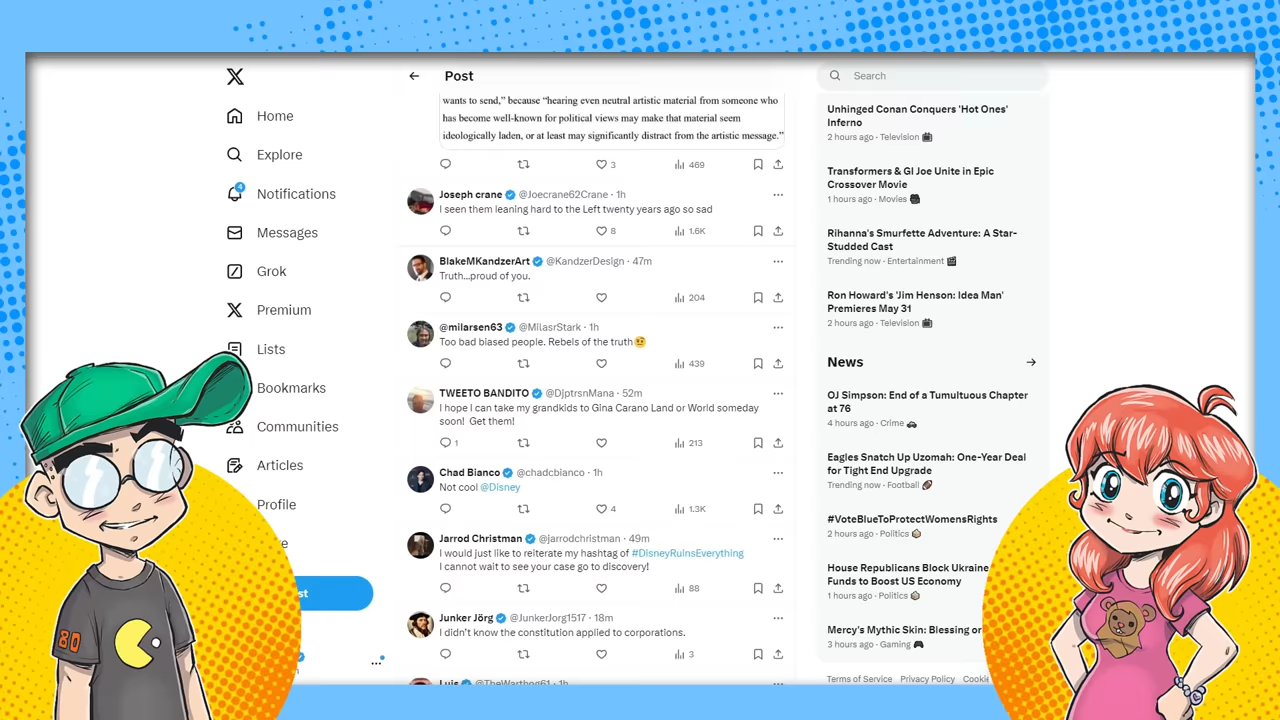 Home
Explore
4
Notifications
Messages
Grok
Premium
Lists
Bookmarks
Communities
Articles
Profile
Post
wants to send,” because “hearing even neutral artistic material from someone who
has become well-known for political views may make that material seem
ideologically laden, or at least may significantly distract from the artistic message.”
3
469
Joseph crane @Joecrane62Crane · 1h
I seen them leaning hard to the Left twenty years ago so sad
8
1.6K
BlakeMKandzerArt @KandzerDesign · 47m
Truth...proud of you.
204
@milarsen63 @MilasrStark · 1h
Too bad biased people. Rebels of the truth🤨
439
TWEETO BANDITO @DjptrsnMana · 52m
I hope I can take my grandkids to Gina Carano Land or World someday
soon! Get them!
1
213
Chad Bianco @chadcbianco · 1h
Not cool @Disney
4
1.3K
Jarrod Christman @jarrodchristman · 49m
I would just like to reiterate my hashtag of #DisneyRuinsEverything
I cannot wait to see your case go to discovery!
88
Junker Jörg @JunkerJorg1517 · 18m
I didn't know the constitution applied to corporations.
3
Luis @TheWarthog61 · 1h
Search
Unhinged Conan Conquers 'Hot Ones'
Inferno
2 hours ago · Television
Transformers & GI Joe Unite in Epic
Crossover Movie
1 hours ago · Movies
Rihanna's Smurfette Adventure: A Star-
Studded Cast
Trending now · Entertainment
Ron Howard's 'Jim Henson: Idea Man'
Premieres May 31
2 hours ago · Television
News
OJ Simpson: End of a Tumultuous Chapter
at 76
4 hours ago · Crime
Eagles Snatch Up Uzomah: One-Year Deal
for Tight End Upgrade
Trending now · Football
#VoteBlueToProtectWomensRights
2 hours ago · Politics
House Republicans Block Ukraine
Funds to Boost US Economy
1 hours ago · Politics
Mercy's Mythic Skin: Blessing or
3 hours ago · Gaming
Terms of Service Privacy Policy Cookie
80